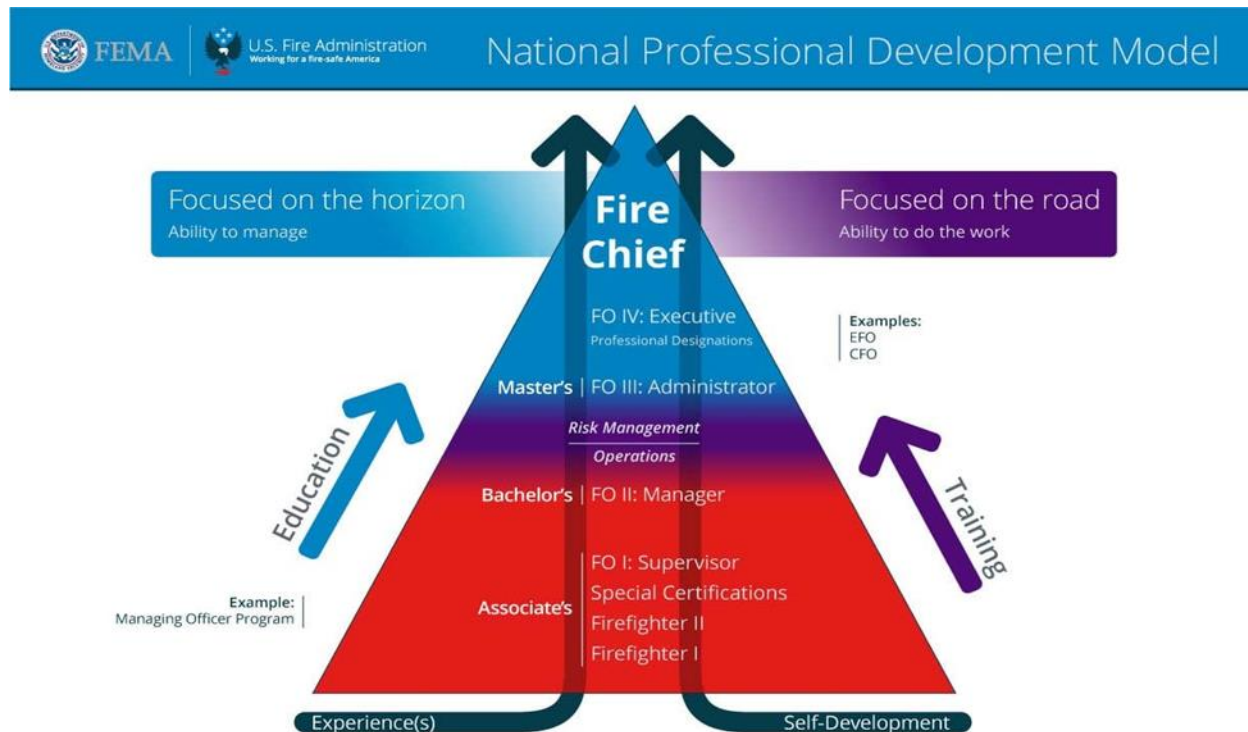 FEMA
U.S. Fire Administration
Working for a fire-safe America
National Professional Development Model
Focused on the horizon
Ability to manage
Focused on the road
Ability to do the work
Fire
Chief
FO IV: Executive
Professional Designations
Examples:
EFO
CFO
Master's | FO III: Administrator
Risk Management
Operations
Bachelor's | FO II: Manager
Education
Training
Associate's
FO I: Supervisor
Special Certifications
Firefighter II
Firefighter I
Example:
Managing Officer Program
Experience(s)
Self-Development